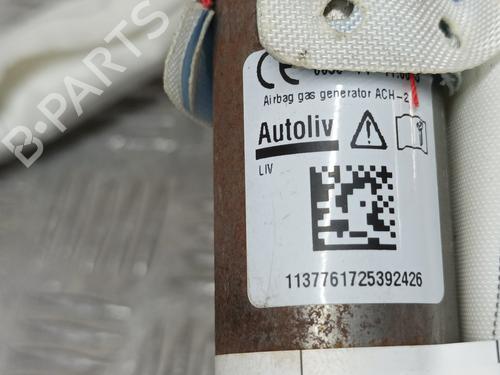 B-PARTS
CE
Airbag gas generator ACH-2
Autoliv
LIV
1137761725392426